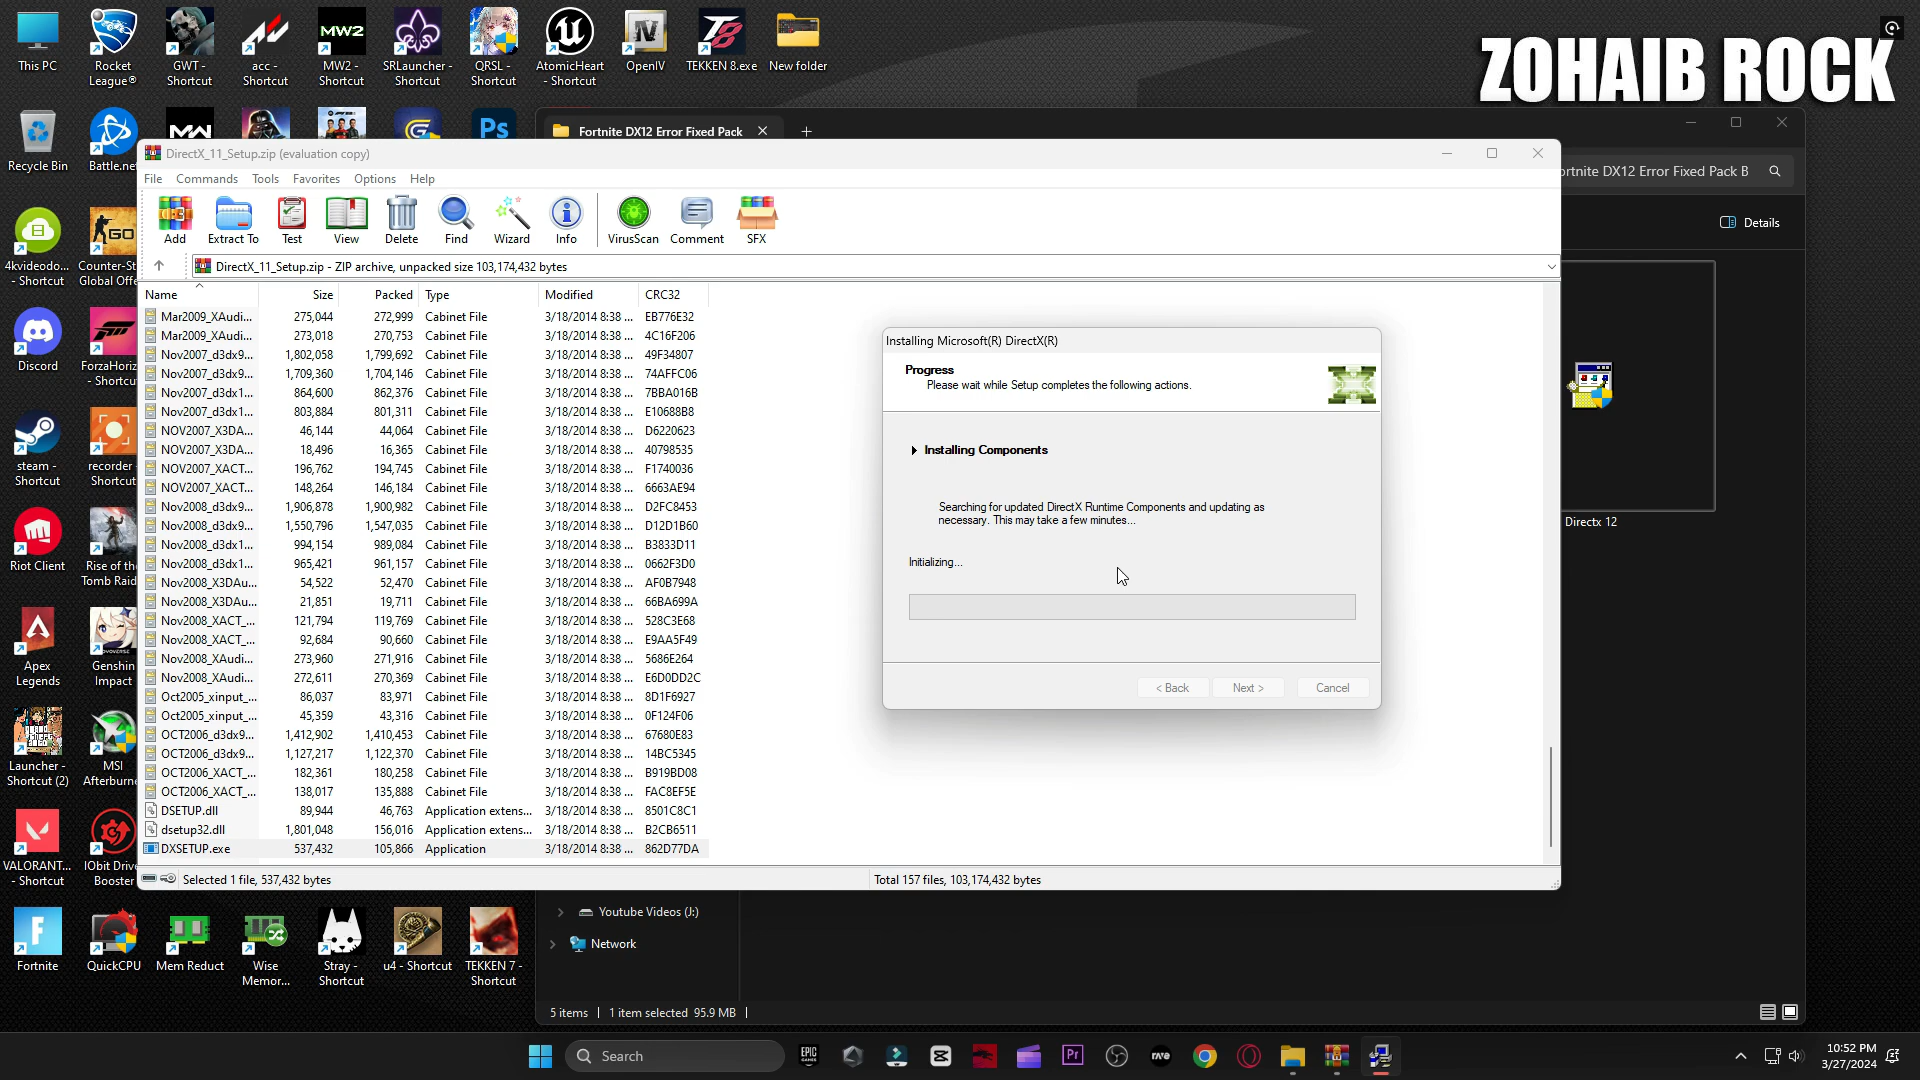 This PC
Rocket League®
GWT - Shortcut
acc - Shortcut
MW2
MW2 - Shortcut
SRLauncher - Shortcut
QRSL - Shortcut
AtomicHeart - Shortcut
OpenIV
TEKKEN 8.exe
New folder
ZOHAIB ROCK
Recycle Bin
Battle.net
Ps
Fortnite DX12 Error Fixed Pack
ortnite DX12 Error Fixed Pack B
Details
Directx 12
DirectX_11_Setup.zip (evaluation copy)
File Commands Tools Favorites Options Help
Add Extract To Test View Delete Find Wizard Info VirusScan Comment SFX
DirectX_11_Setup.zip - ZIP archive, unpacked size 103,174,432 bytes
Name Size Packed Type Modified CRC32
Mar2009_XAudi... 275,044 272,999 Cabinet File 3/18/2014 8:38 ... EB776E32
Mar2009_XAudi... 273,018 270,753 Cabinet File 3/18/2014 8:38 ... 4C16F206
Nov2007_d3dx9... 1,802,058 1,799,692 Cabinet File 3/18/2014 8:38 ... 49F34807
Nov2007_d3dx9... 1,709,360 1,704,146 Cabinet File 3/18/2014 8:38 ... 74AFFC06
Nov2007_d3dx1... 864,600 862,376 Cabinet File 3/18/2014 8:38 ... 7BBA016B
Nov2007_d3dx1... 803,884 801,311 Cabinet File 3/18/2014 8:38 ... E10688B8
NOV2007_X3DA... 46,144 44,064 Cabinet File 3/18/2014 8:38 ... D6220623
NOV2007_X3DA... 18,496 16,365 Cabinet File 3/18/2014 8:38 ... 40798535
NOV2007_XACT... 196,762 194,745 Cabinet File 3/18/2014 8:38 ... F1740036
NOV2007_XACT... 148,264 146,184 Cabinet File 3/18/2014 8:38 ... 6663AE94
Nov2008_d3dx9... 1,906,878 1,900,982 Cabinet File 3/18/2014 8:38 ... D2FC8453
Nov2008_d3dx9... 1,550,796 1,547,035 Cabinet File 3/18/2014 8:38 ... D12D1B60
Nov2008_d3dx1... 994,154 989,084 Cabinet File 3/18/2014 8:38 ... B3833D11
Nov2008_d3dx1... 965,421 961,157 Cabinet File 3/18/2014 8:38 ... 0662F3D0
Nov2008_X3DAu... 54,522 52,470 Cabinet File 3/18/2014 8:38 ... AF0B7948
Nov2008_X3DAu... 21,851 19,711 Cabinet File 3/18/2014 8:38 ... 66BA699A
Nov2008_XACT_... 121,794 119,769 Cabinet File 3/18/2014 8:38 ... 528C3E68
Nov2008_XACT_... 92,684 90,660 Cabinet File 3/18/2014 8:38 ... E9AA5F49
Nov2008_XAudi... 273,960 271,916 Cabinet File 3/18/2014 8:38 ... 5686E264
Nov2008_XAudi... 272,611 270,369 Cabinet File 3/18/2014 8:38 ... E6D0DD2C
Oct2005_xinput_... 86,037 83,971 Cabinet File 3/18/2014 8:38 ... 8D1F6927
Oct2005_xinput_... 45,359 43,316 Cabinet File 3/18/2014 8:38 ... 0F124F06
OCT2006_d3dx9... 1,412,902 1,410,453 Cabinet File 3/18/2014 8:38 ... 67680E83
OCT2006_d3dx9... 1,127,217 1,122,370 Cabinet File 3/18/2014 8:38 ... 14BC5345
OCT2006_XACT_... 182,361 180,258 Cabinet File 3/18/2014 8:38 ... B919BD08
OCT2006_XACT_... 138,017 135,888 Cabinet File 3/18/2014 8:38 ... FAC8EF5E
DSETUP.dll 89,944 46,763 Application extens... 3/18/2014 8:38 ... 8501C8C1
dsetup32.dll 1,801,048 156,016 Application extens... 3/18/2014 8:38 ... B2CB6511
DXSETUP.exe 537,432 105,866 Application 3/18/2014 8:38 ... 862D77DA
Selected 1 file, 537,432 bytes
Total 157 files, 103,174,432 bytes
Installing Microsoft(R) DirectX(R)
Progress
Please wait while Setup completes the following actions.
Installing Components
Searching for updated DirectX Runtime Components and updating as
necessary. This may take a few minutes...
Initializing...
< Back
Next >
Cancel
4kvideodo... - Shortcut
GO
Counter-St Global Offe
Discord
ForzaHoriz - Shortcu
steam - Shortcut
recorder Shortcut
Riot Client
Rise of the Tomb Raid
Apex Legends
Genshin Impact
Launcher - Shortcut (2)
MSI Afterburne
VALORANT... - Shortcut
IObit Drive Booster
Fortnite
QuickCPU
Mem Reduct
Wise Memor...
Stray - Shortcut
u4 - Shortcut
TEKKEN 7 - Shortcut
Youtube Videos (J:)
Network
5 items
1 item selected 95.9 MB
Search
EPIC GAMES
Pr
rave
10:52 PM
3/27/2024